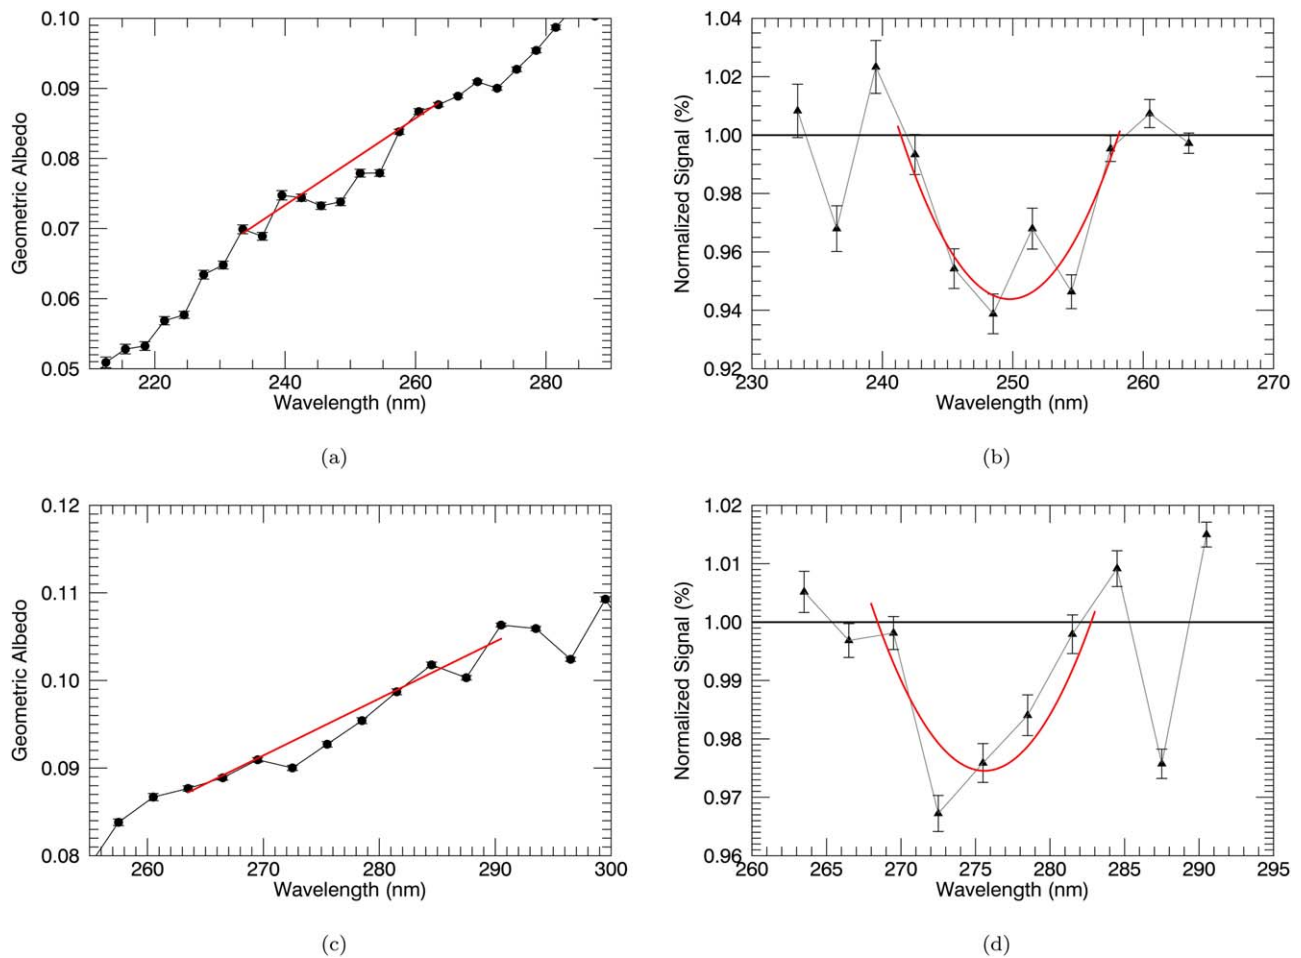 0.10
0.09
0.08
0.07
0.06
0.05
Geometric Albedo
220 240 260 280
Wavelength (nm)
(a)
1.04
1.02
1.00
0.98
0.96
0.94
0.92
Normalized Signal (%)
230 240 250 260 270
Wavelength (nm)
(b)
0.12
0.11
0.10
0.09
0.08
Geometric Albedo
260 270 280 290 300
Wavelength (nm)
(c)
1.02
1.01
1.00
0.99
0.98
0.97
0.96
Normalized Signal (%)
260 265 270 275 280 285 290 295
Wavelength (nm)
(d)